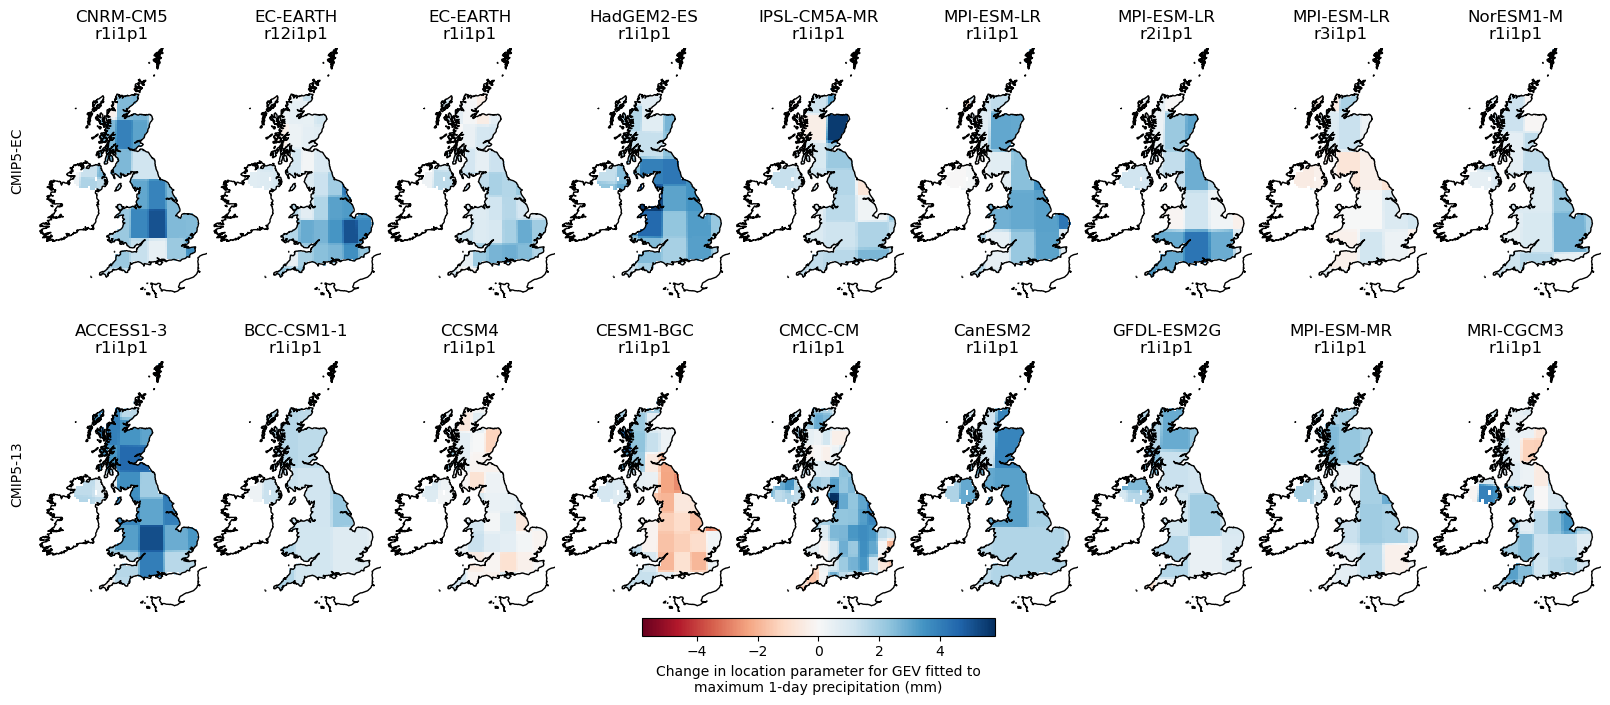 CNRM-CM5 EC-EARTH EC-EARTH HadGEM2-ES IPSL-CM5A-MR MPI-ESM-LR MPI-ESM-LR MPI-ESM-LR NorESM1-M
r1i1p1 r12i1p1 r1i1p1 r1i1p1 r1i1p1 r1i1p1 r2i1p1 r3i1p1 r1i1p1
CMIP5-EC
ACCESS1-3 BCC-CSM1-1 CCSM4 CESM1-BGC CMCC-CM CanESM2 GFDL-ESM2G MPI-ESM-MR MRI-CGCM3
r1i1p1 r1i1p1 r1i1p1 r1i1p1 r1i1p1 r1i1p1 r1i1p1 r1i1p1 r1i1p1
CMIP5-13
−4 −2 0 2 4
Change in location parameter for GEV fitted to
maximum 1-day precipitation (mm)